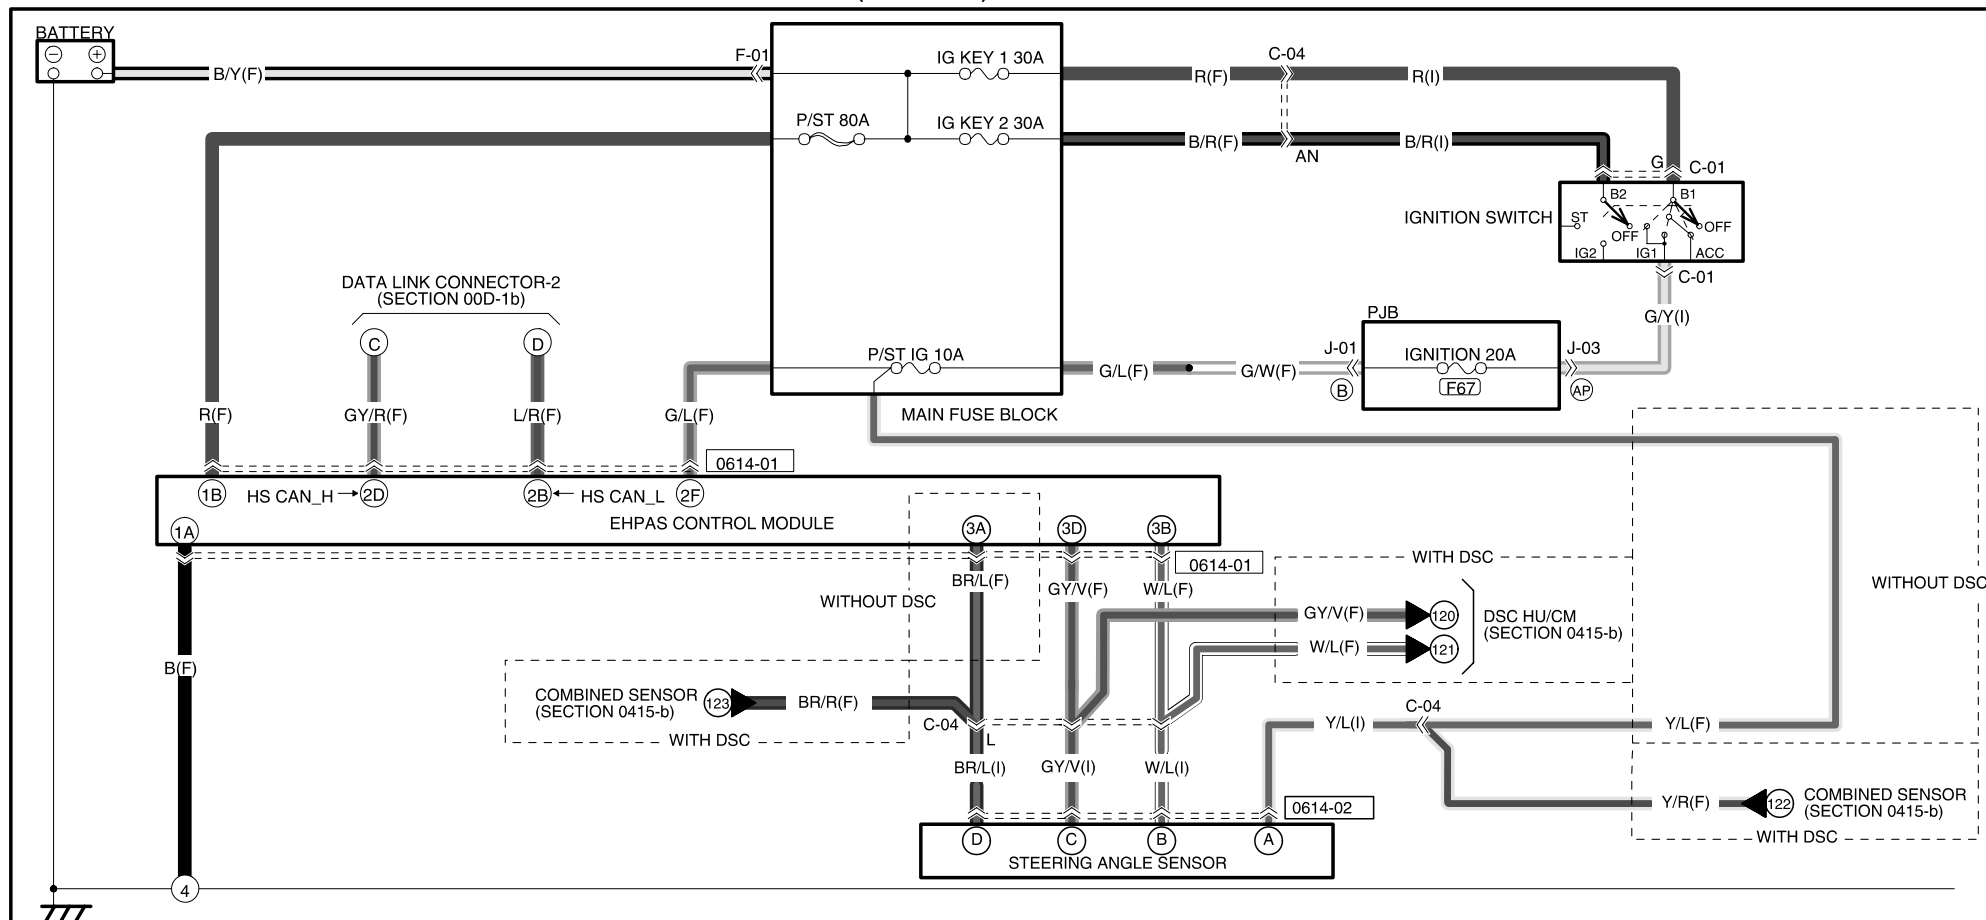 BATTERY
− +
B/Y(F)
F-01
IG KEY 1 30A
P/ST 80A
IG KEY 2 30A
R(F)
C-04
R(I)
B/R(F)
AN
B/R(I)
G
C-01
B2
B1
IGNITION SWITCH
ST
OFF
OFF
IG2
IG1
ACC
C-01
G/Y(I)
DATA LINK CONNECTOR-2
(SECTION 00D-1b)
C
D
P/ST IG 10A
G/L(F)
G/W(F)
PJB
J-01
IGNITION 20A
J-03
B
F67
AP
R(F)
GY/R(F)
L/R(F)
G/L(F)
MAIN FUSE BLOCK
0614-01
1B
HS CAN_H
2D
2B
HS CAN_L
2F
EHPAS CONTROL MODULE
1A
3A
3D
3B
0614-01
WITH DSC
BR/L(F)
GY/V(F)
W/L(F)
WITHOUT DSC
WITHOUT DSC
GY/V(F)
120
DSC HU/CM
(SECTION 0415-b)
W/L(F)
121
B(F)
COMBINED SENSOR
(SECTION 0415-b)
123
BR/R(F)
WITH DSC
C-04
L
Y/L(I)
C-04
Y/L(F)
BR/L(I)
GY/V(I)
W/L(I)
0614-02
Y/R(F)
122
COMBINED SENSOR
(SECTION 0415-b)
WITH DSC
D
C
B
A
STEERING ANGLE SENSOR
4